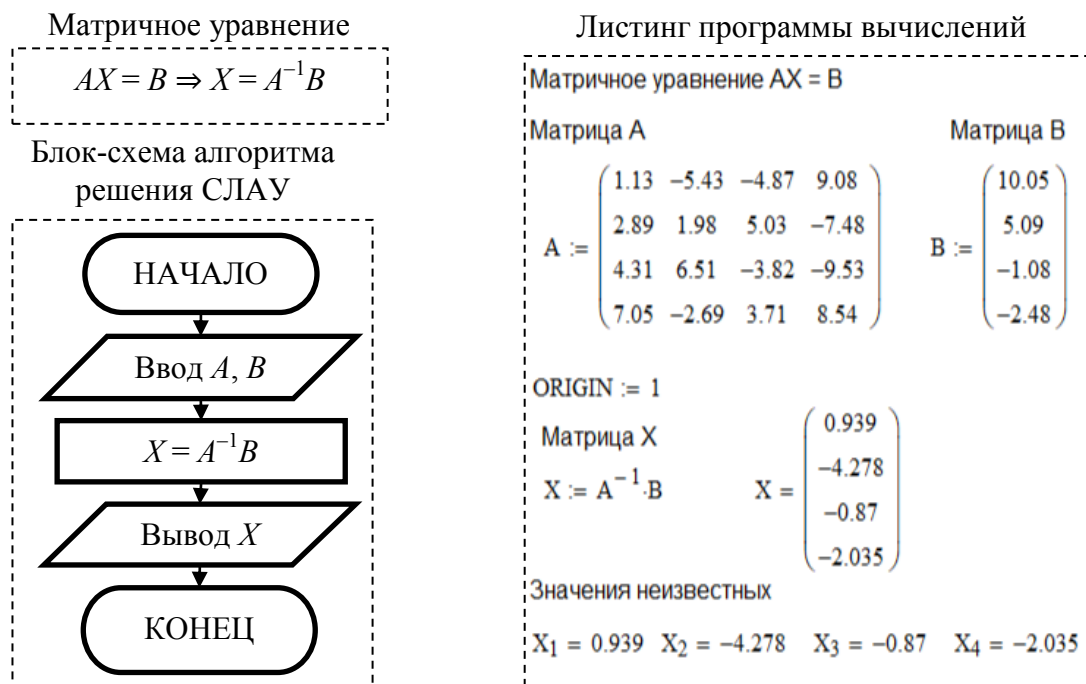 Матричное уравнение
AX = B ⇒ X = A⁻¹B
Блок-схема алгоритма
решения СЛАУ
НАЧАЛО
Ввод A, B
X = A⁻¹B
Вывод X
КОНЕЦ
Листинг программы вычислений
Матричное уравнение AX = B
Матрица A Матрица B
1.13 −5.43 −4.87 9.08 10.05
2.89 1.98 5.03 −7.48 5.09
A := B :=
4.31 6.51 −3.82 −9.53 −1.08
7.05 −2.69 3.71 8.54 −2.48
ORIGIN := 1
Матрица X
X := A⁻¹·B X =
0.939
−4.278
−0.87
−2.035
Значения неизвестных
X₁ = 0.939 X₂ = −4.278 X₃ = −0.87 X₄ = −2.035